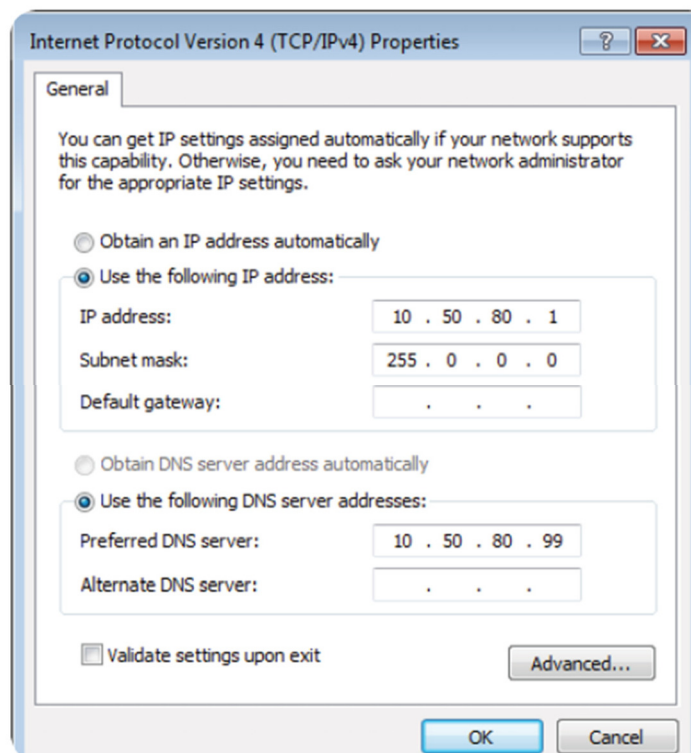 Internet Protocol Version 4 (TCP/IPv4) Properties
General
You can get IP settings assigned automatically if your network supports
this capability. Otherwise, you need to ask your network administrator
for the appropriate IP settings.
Obtain an IP address automatically
Use the following IP address:
IP address: 10 . 50 . 80 . 1
Subnet mask: 255 . 0 . 0 . 0
Default gateway: . . .
Obtain DNS server address automatically
Use the following DNS server addresses:
Preferred DNS server: 10 . 50 . 80 . 99
Alternate DNS server: . . .
Validate settings upon exit
Advanced...
OK Cancel